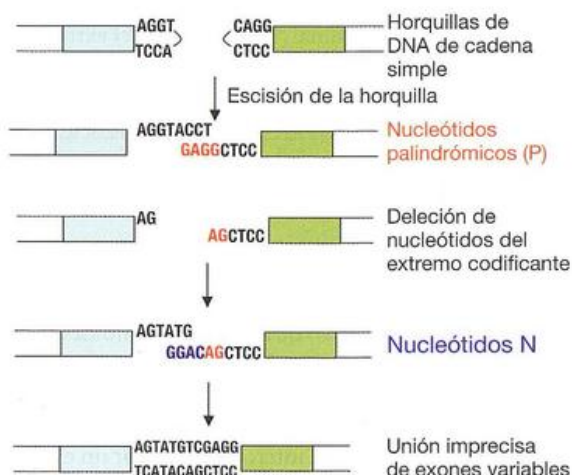 AGGT CAGG Horquillas de
TCCA CTCC DNA de cadena
simple
Escisión de la horquilla
AGGTACCT Nucleótidos
GAGGCTCC palindrómicos (P)
AG Deleción de
AGCTCC nucleótidos del
extremo codificante
AGTATG
GGACAGCTCC Nucleótidos N
AGTATGTCGAGG Unión imprecisa
TCATACAGCTCC de exones variables